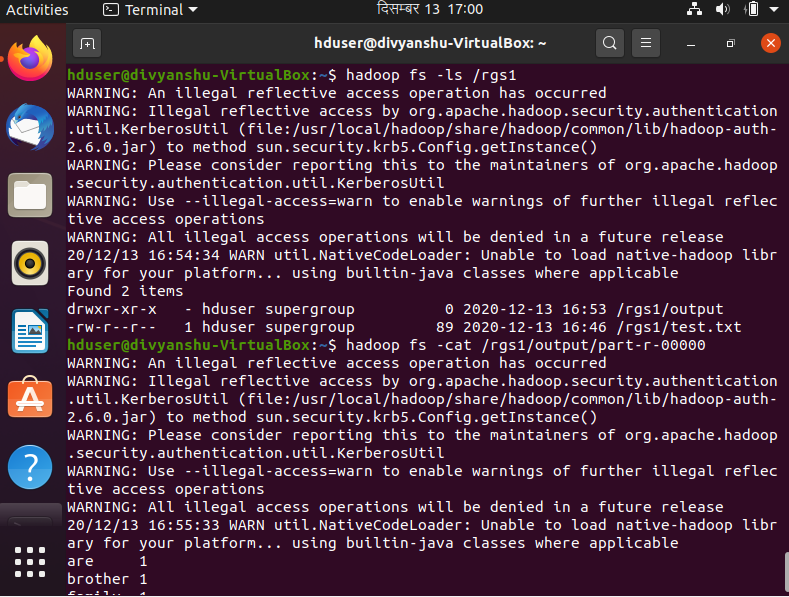 Activities
Terminal
दिसम्बर 13 17:00
hduser@divyanshu-VirtualBox: ~
hduser@divyanshu-VirtualBox:~$ hadoop fs -ls /rgs1
WARNING: An illegal reflective access operation has occurred
WARNING: Illegal reflective access by org.apache.hadoop.security.authentication
.util.KerberosUtil (file:/usr/local/hadoop/share/hadoop/common/lib/hadoop-auth-
2.6.0.jar) to method sun.security.krb5.Config.getInstance()
WARNING: Please consider reporting this to the maintainers of org.apache.hadoop
.security.authentication.util.KerberosUtil
WARNING: Use --illegal-access=warn to enable warnings of further illegal reflec
tive access operations
WARNING: All illegal access operations will be denied in a future release
20/12/13 16:54:34 WARN util.NativeCodeLoader: Unable to load native-hadoop libr
ary for your platform... using builtin-java classes where applicable
Found 2 items
drwxr-xr-x   - hduser supergroup          0 2020-12-13 16:53 /rgs1/output
-rw-r--r--   1 hduser supergroup         89 2020-12-13 16:46 /rgs1/test.txt
hduser@divyanshu-VirtualBox:~$ hadoop fs -cat /rgs1/output/part-r-00000
WARNING: An illegal reflective access operation has occurred
WARNING: Illegal reflective access by org.apache.hadoop.security.authentication
.util.KerberosUtil (file:/usr/local/hadoop/share/hadoop/common/lib/hadoop-auth-
2.6.0.jar) to method sun.security.krb5.Config.getInstance()
WARNING: Please consider reporting this to the maintainers of org.apache.hadoop
.security.authentication.util.KerberosUtil
WARNING: Use --illegal-access=warn to enable warnings of further illegal reflec
tive access operations
WARNING: All illegal access operations will be denied in a future release
20/12/13 16:55:33 WARN util.NativeCodeLoader: Unable to load native-hadoop libr
ary for your platform... using builtin-java classes where applicable
are     1
brother 1